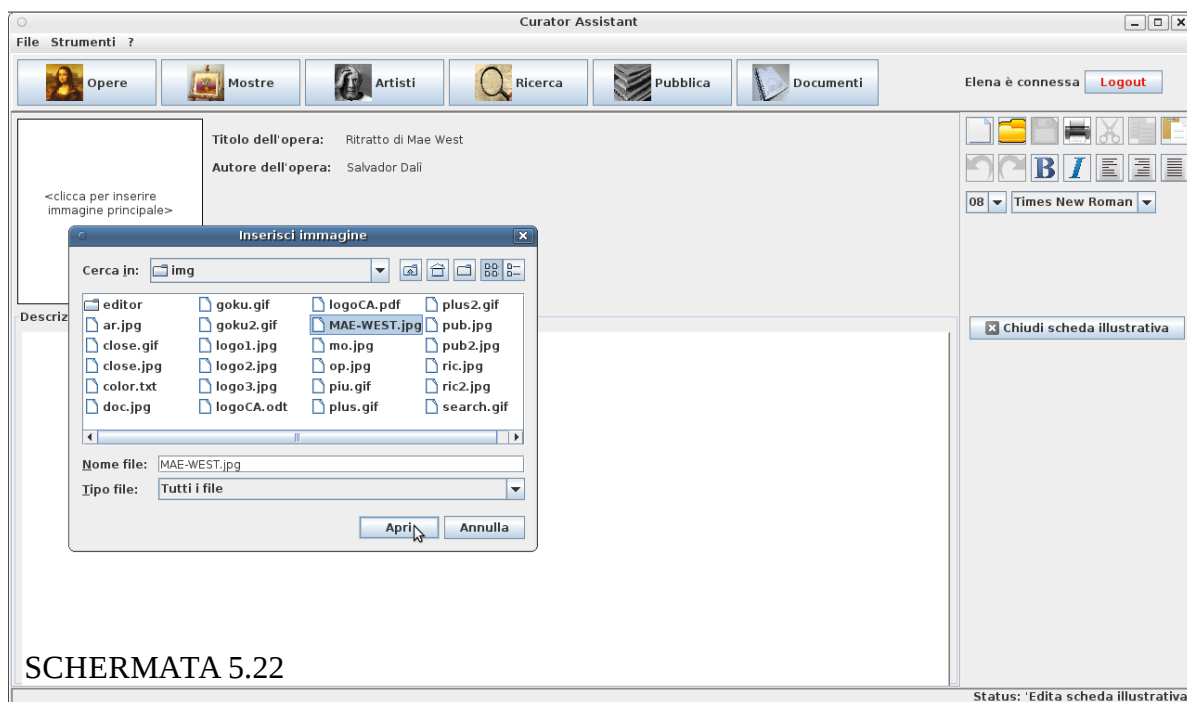 Curator Assistant
File Strumenti ?
Opere Mostre Artisti Ricerca Pubblica Documenti Elena è connessa Logout
Titolo dell'opera: Ritratto di Mae West
Autore dell'opera: Salvador Dalì
<clicca per inserire
immagine principale>
B I
08 Times New Roman
Inserisci immagine
Cerca in: img
editor goku.gif logoCA.pdf plus2.gif
ar.jpg goku2.gif MAE-WEST.jpg pub.jpg
close.gif logo1.jpg mo.jpg pub2.jpg
close.jpg logo2.jpg op.jpg ric.jpg
color.txt logo3.jpg piu.gif ric2.jpg
doc.jpg logoCA.odt plus.gif search.gif
Nome file: MAE-WEST.jpg
Tipo file: Tutti i file
Apri Annulla
Descriz
Chiudi scheda illustrativa
SCHERMATA 5.22
Status: 'Edita scheda illustrativa